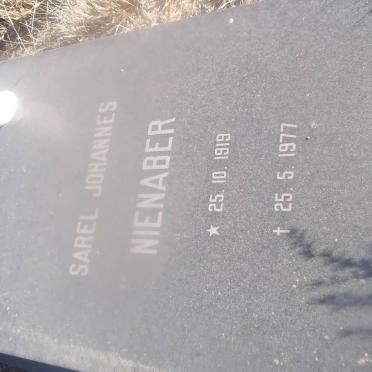 SAREL JOHANNES
NIENABER
★ 25. 10. 1919
† 25. 5. 1977